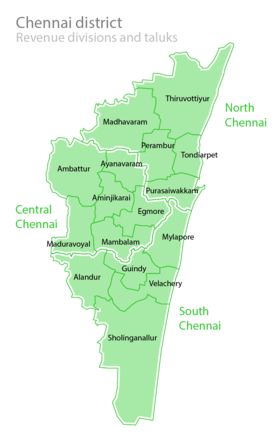 Chennai district
Revenue divisions and taluks
Thiruvottiyur
North
Chennai
Madhavaram
Perambur
Tondiarpet
Ayanavaram
Ambattur
Purasaiwakkam
Aminjikarai
Egmore
Central
Chennai
Mylapore
Maduravoyal
Mambalam
Guindy
Alandur
Velachery
South
Chennai
Sholinganallur